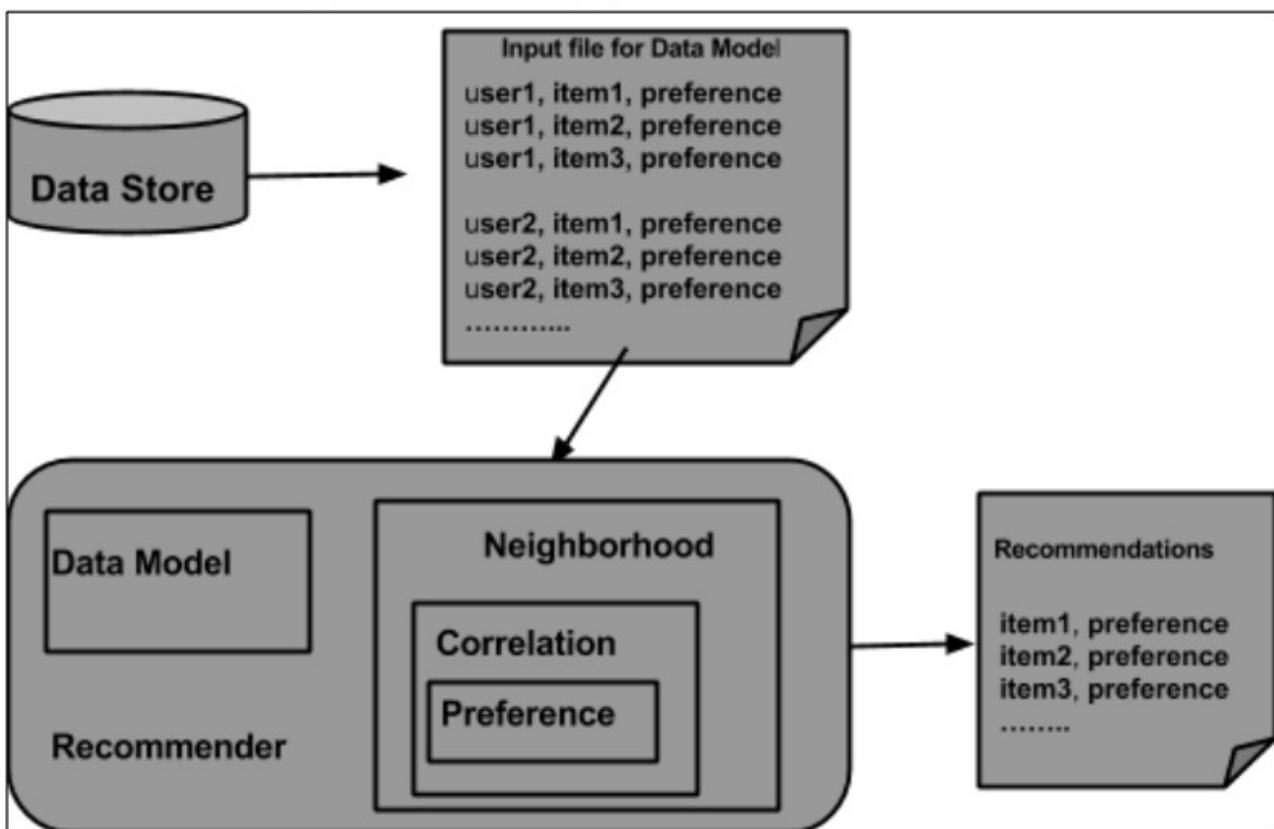 Input file for Data Model
user1, item1, preference
user1, item2, preference
user1, item3, preference
user2, item1, preference
user2, item2, preference
user2, item3, preference
…………...
Data Store
Data Model
Recommender
Neighborhood
Correlation
Preference
Recommendations
item1, preference
item2, preference
item3, preference
……..